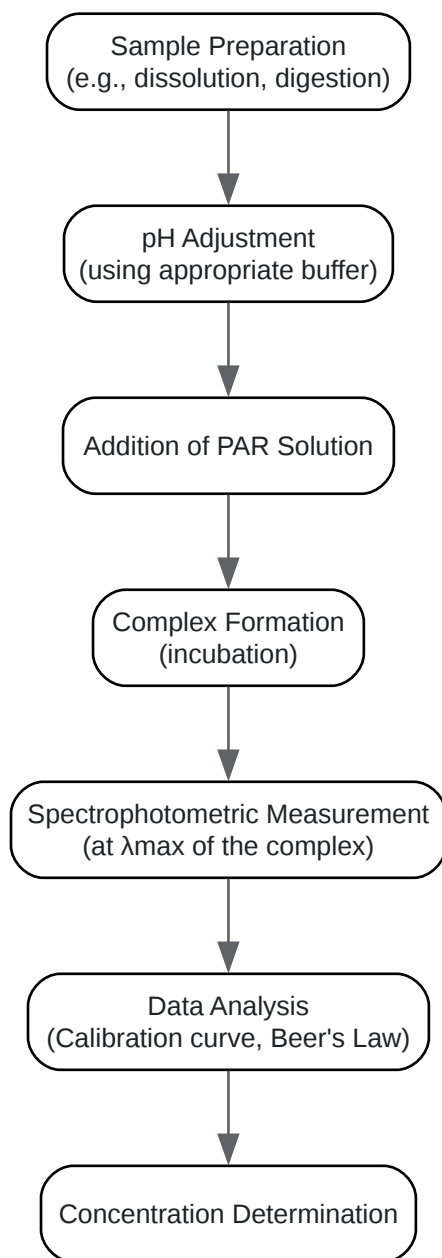 Sample Preparation
(e.g., dissolution, digestion)
pH Adjustment
(using appropriate buffer)
Addition of PAR Solution
Complex Formation
(incubation)
Spectrophotometric Measurement
(at λmax of the complex)
Data Analysis
(Calibration curve, Beer's Law)
Concentration Determination